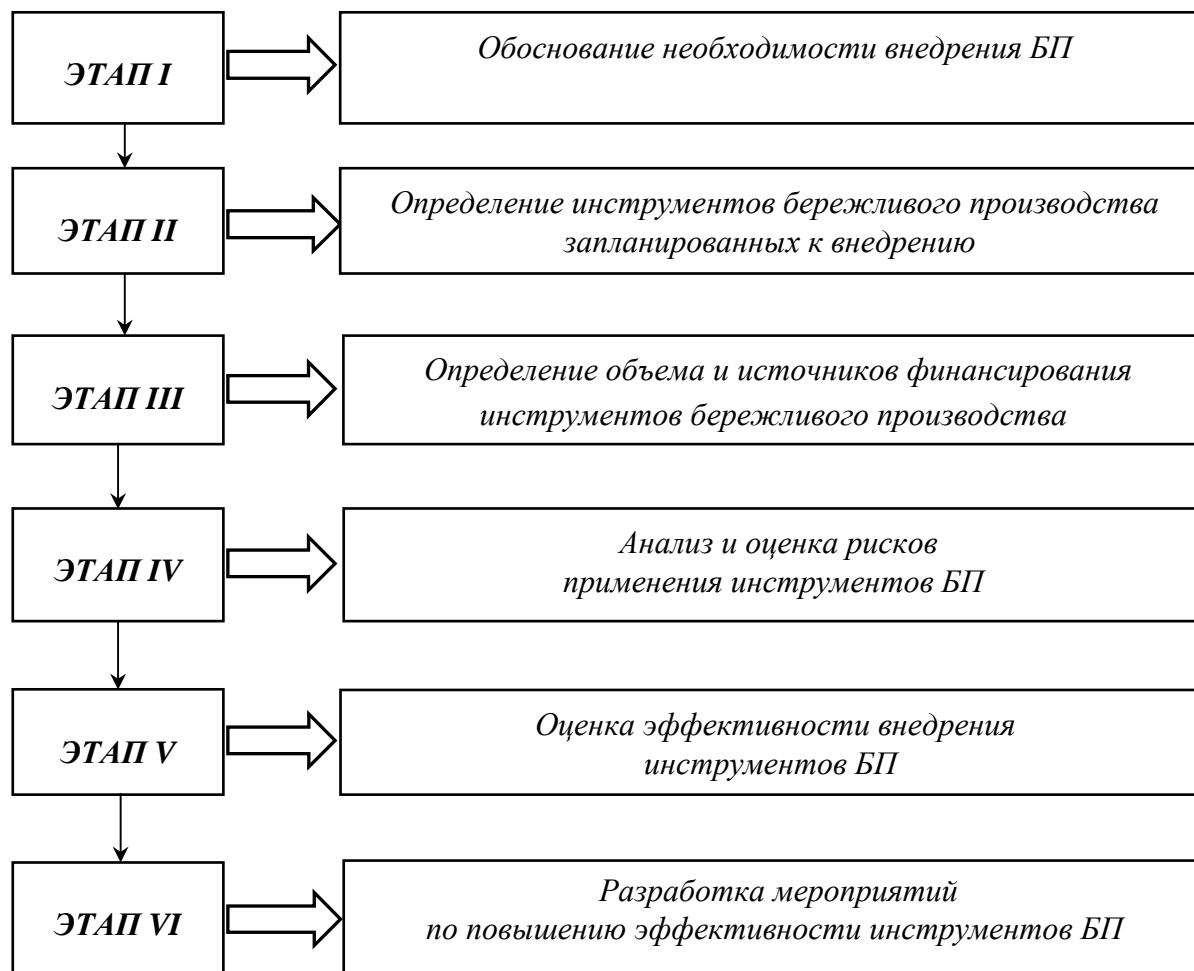 ЭТАП I
Обоснование необходимости внедрения БП
ЭТАП II
Определение инструментов бережливого производства
запланированных к внедрению
ЭТАП III
Определение объема и источников финансирования
инструментов бережливого производства
ЭТАП IV
Анализ и оценка рисков
применения инструментов БП
ЭТАП V
Оценка эффективности внедрения
инструментов БП
ЭТАП VI
Разработка мероприятий
по повышению эффективности инструментов БП